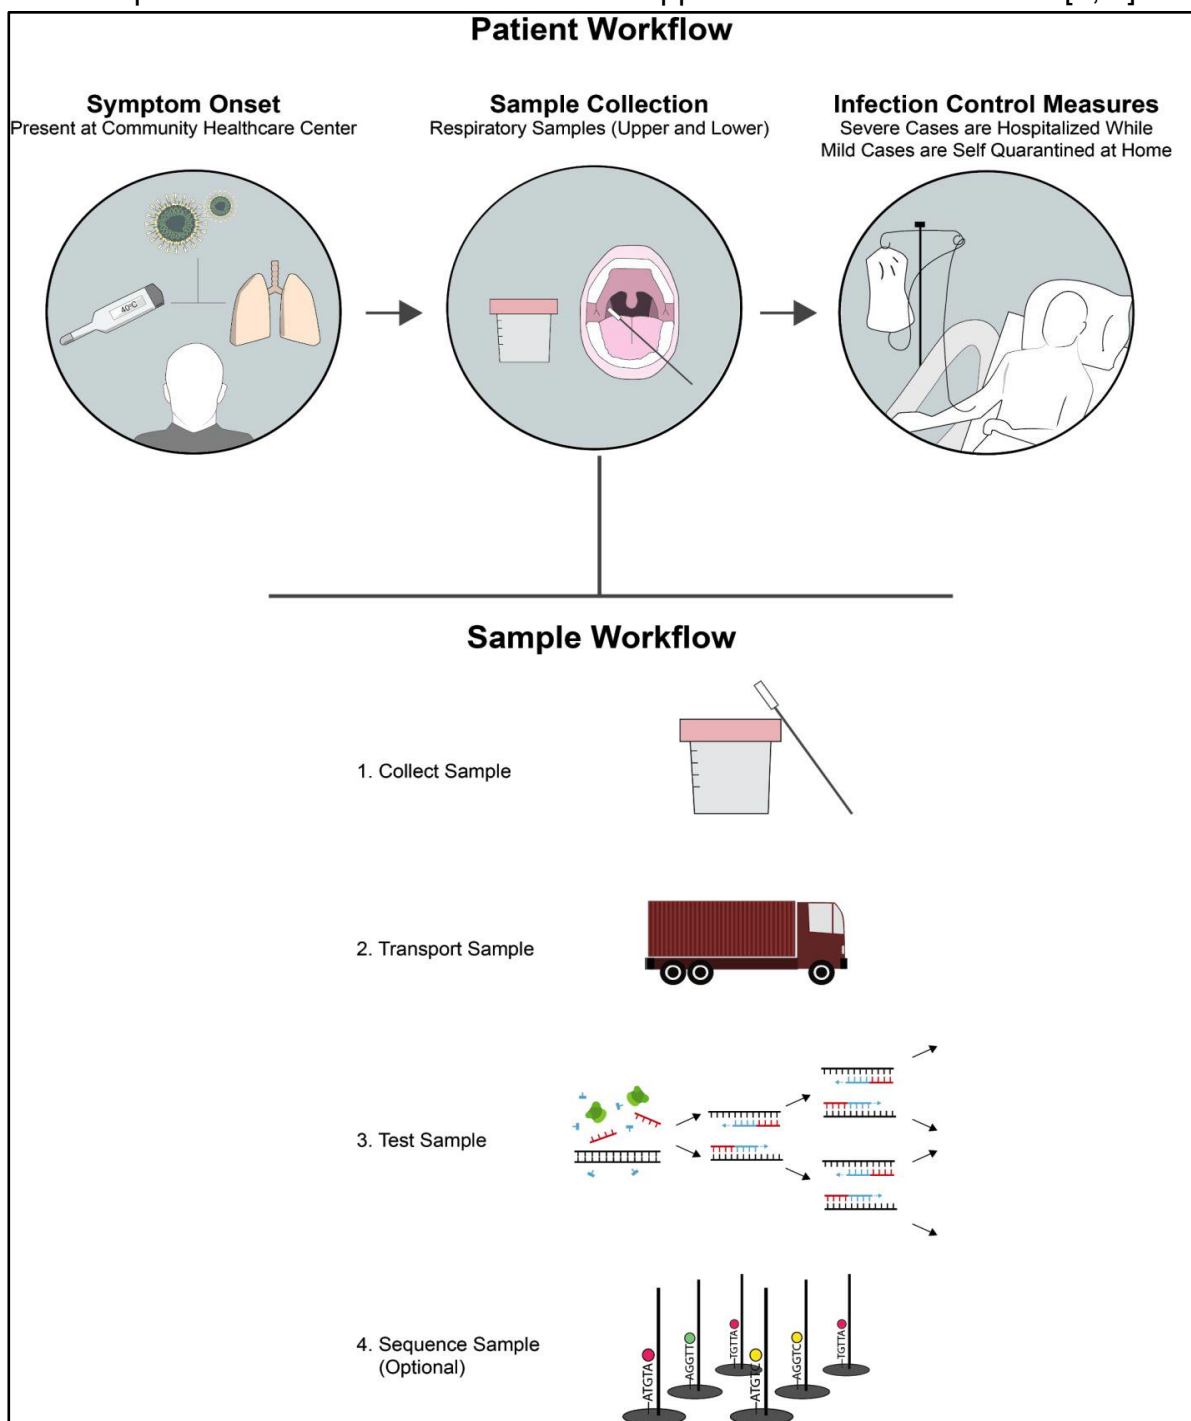 Patient Workflow
Symptom Onset
Present at Community Healthcare Center
Sample Collection
Respiratory Samples (Upper and Lower)
Infection Control Measures
Severe Cases are Hospitalized While
Mild Cases are Self Quarantined at Home
40°C
Sample Workflow
1. Collect Sample
2. Transport Sample
3. Test Sample
4. Sequence Sample
(Optional)
ATGTA
AGGTT
TGTTA
ATGTC
AGGTC
TGTTA